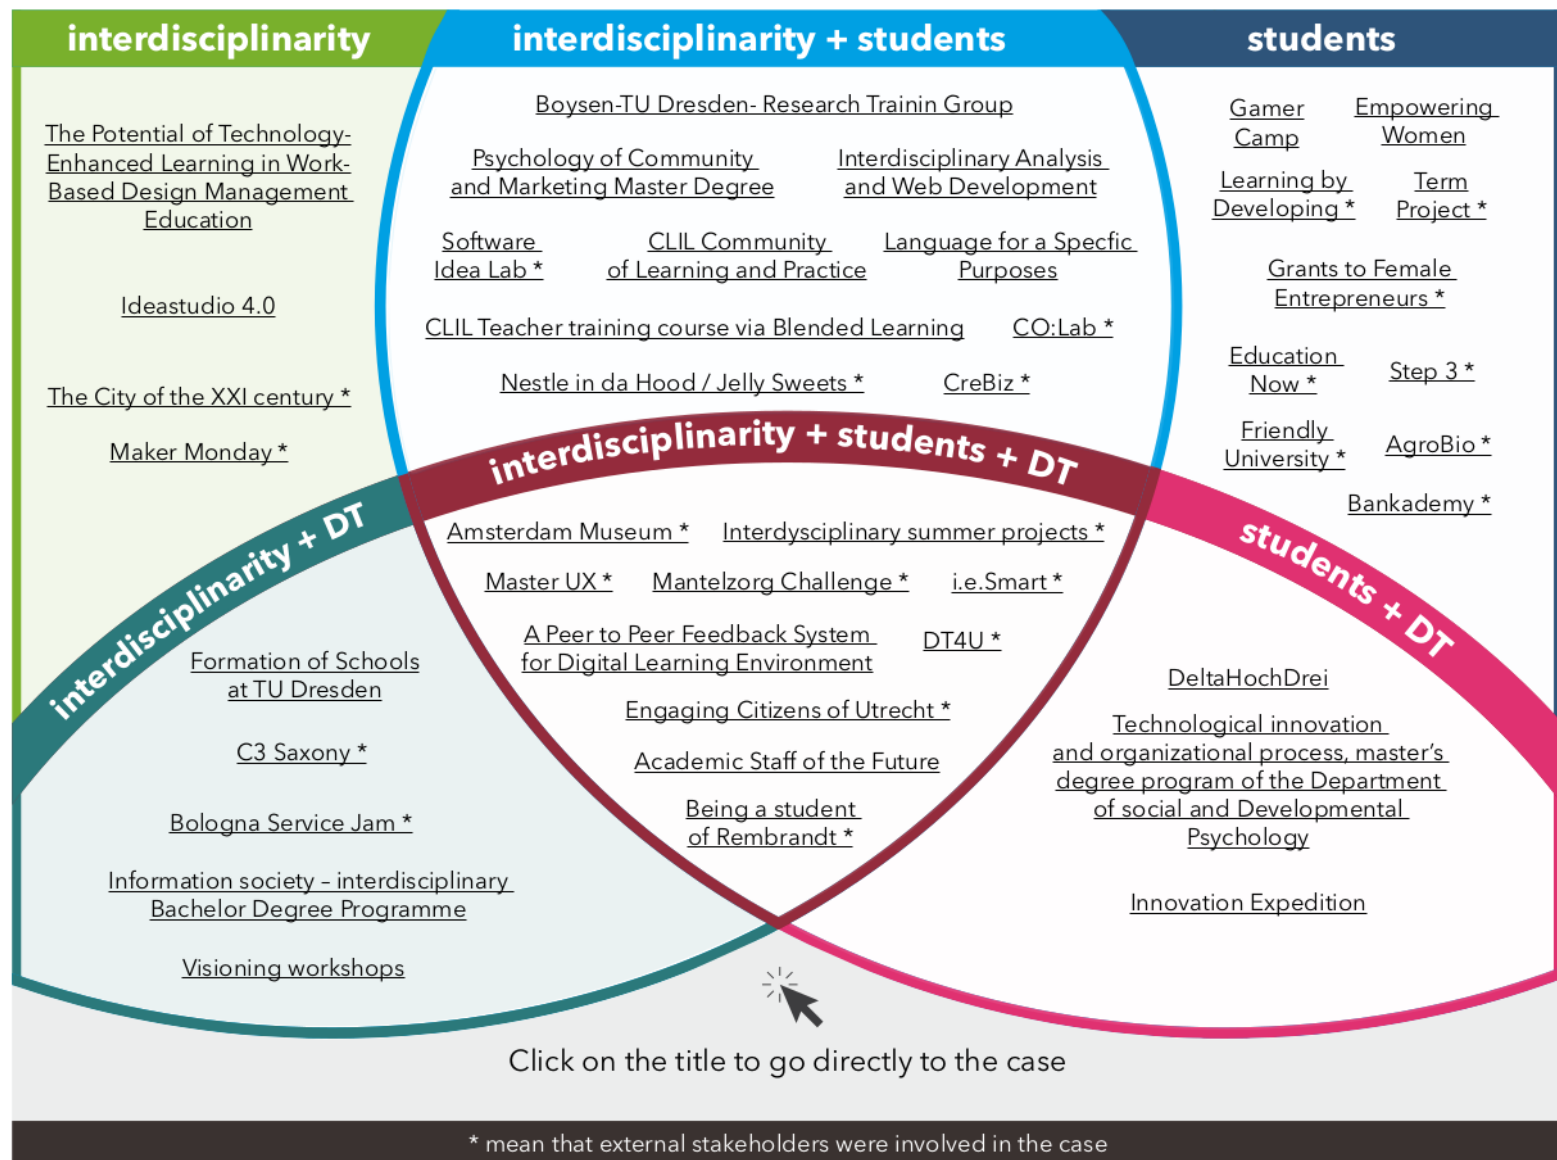 interdisciplinarity
interdisciplinarity + students
students
The Potential of Technology-
Enhanced Learning in Work-
Based Design Management
Education
Ideastudio 4.0
The City of the XXI century *
Maker Monday *
Boysen-TU Dresden- Research Trainin Group
Psychology of Community
and Marketing Master Degree
Interdisciplinary Analysis
and Web Development
Software
Idea Lab *
CLIL Community
of Learning and Practice
Language for a Specfic
Purposes
CLIL Teacher training course via Blended Learning
CO:Lab *
Nestle in da Hood / Jelly Sweets *
CreBiz *
Gamer
Camp
Empowering
Women
Learning by
Developing *
Term
Project *
Grants to Female
Entrepreneurs *
Education
Now *
Step 3 *
Friendly
University *
AgroBio *
Bankademy *
interdisciplinarity + students + DT
Amsterdam Museum *
Interdysciplinary summer projects *
Master UX *
Mantelzorg Challenge *
i.e.Smart *
A Peer to Peer Feedback System
for Digital Learning Environment
DT4U *
Engaging Citizens of Utrecht *
Academic Staff of the Future
Being a student
of Rembrandt *
interdisciplinarity + DT
Formation of Schools
at TU Dresden
C3 Saxony *
Bologna Service Jam *
Information society – interdisciplinary
Bachelor Degree Programme
Visioning workshops
students + DT
DeltaHochDrei
Technological innovation
and organizational process, master’s
degree program of the Department
of social and Developmental
Psychology
Innovation Expedition
Click on the title to go directly to the case
* mean that external stakeholders were involved in the case